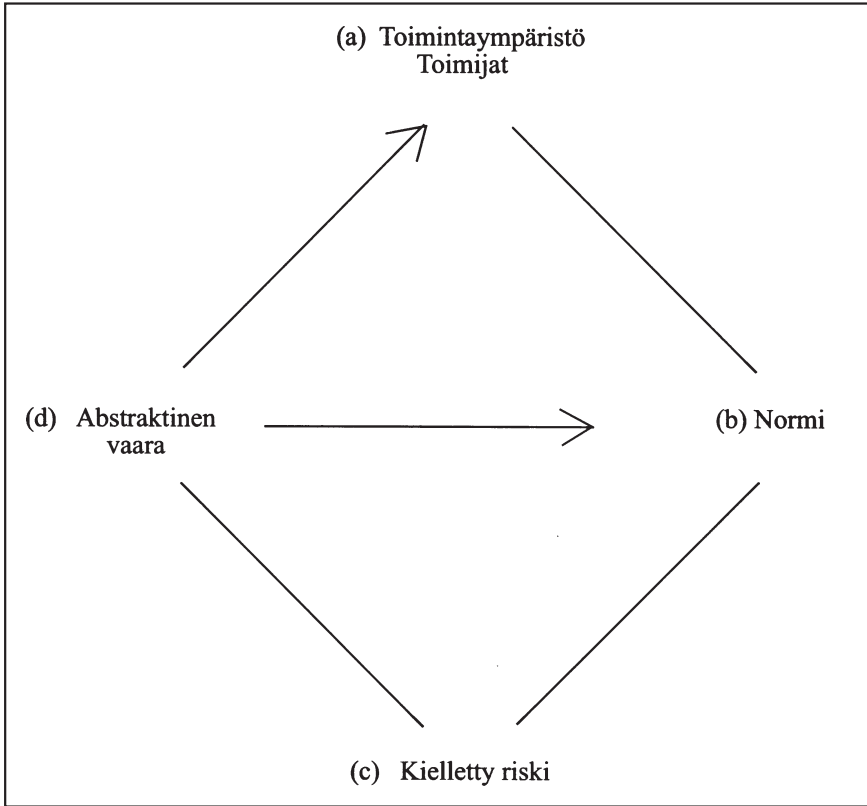 (a) Toimintaympäristö
Toimijat
(d) Abstraktinen
vaara
(b) Normi
(c) Kielletty riski